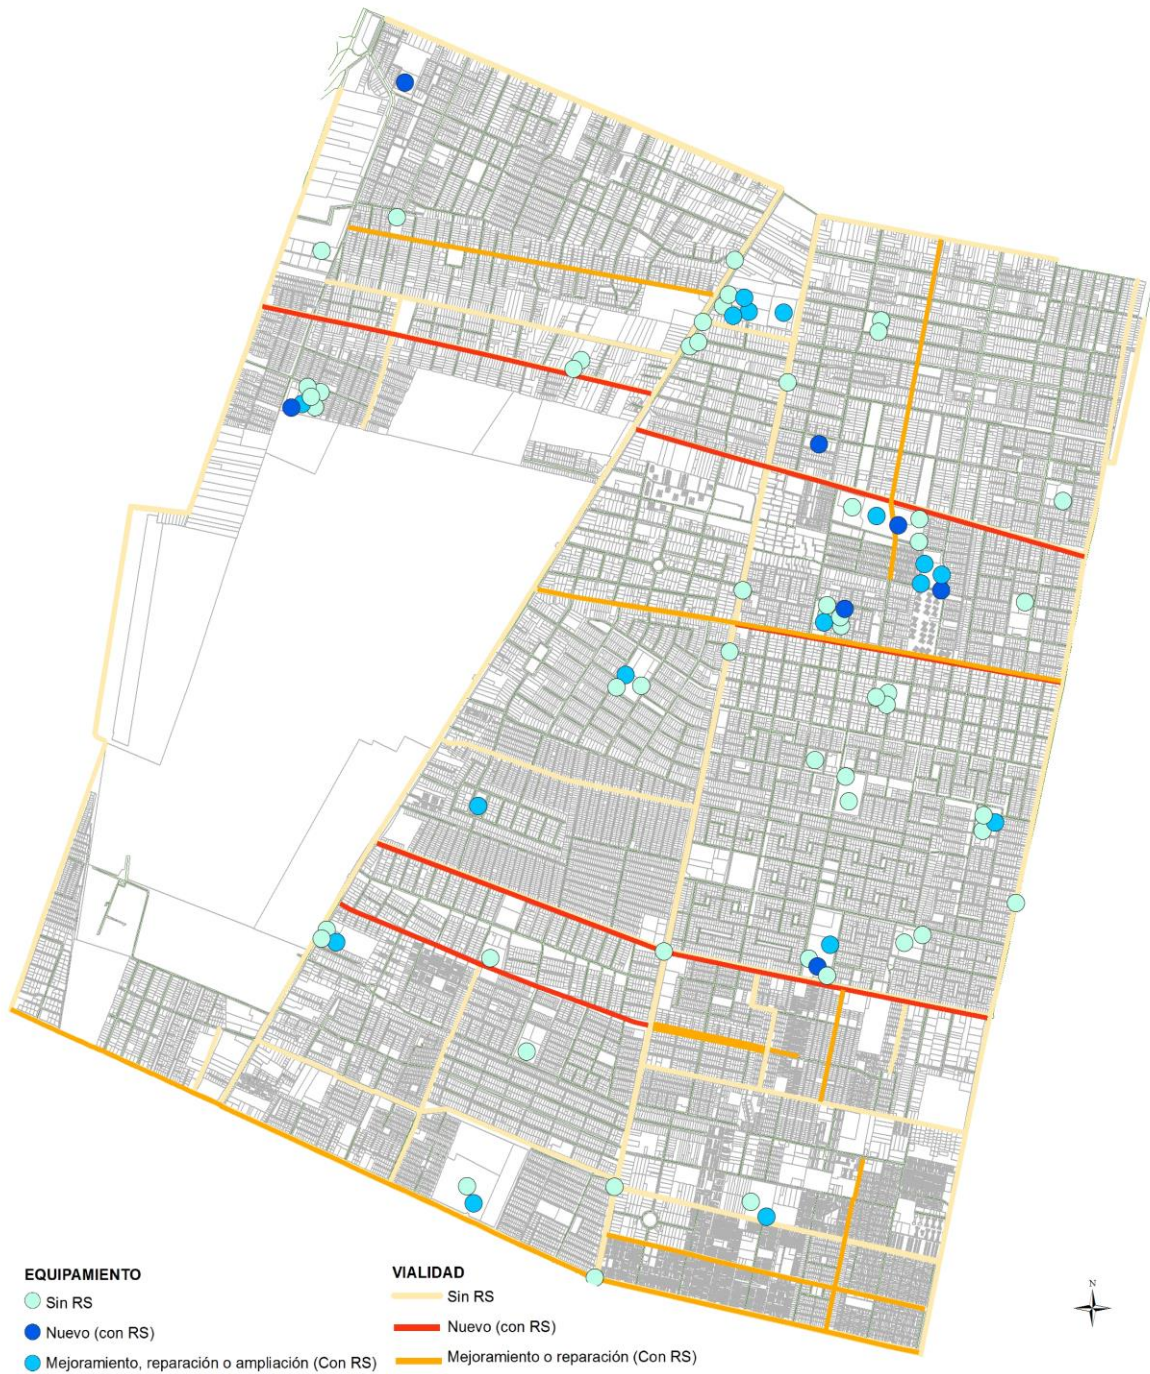 N
EQUIPAMIENTO
Sin RS
Nuevo (con RS)
Mejoramiento, reparación o ampliación (Con RS)
VIALIDAD
Sin RS
Nuevo (con RS)
Mejoramiento o reparación (Con RS)